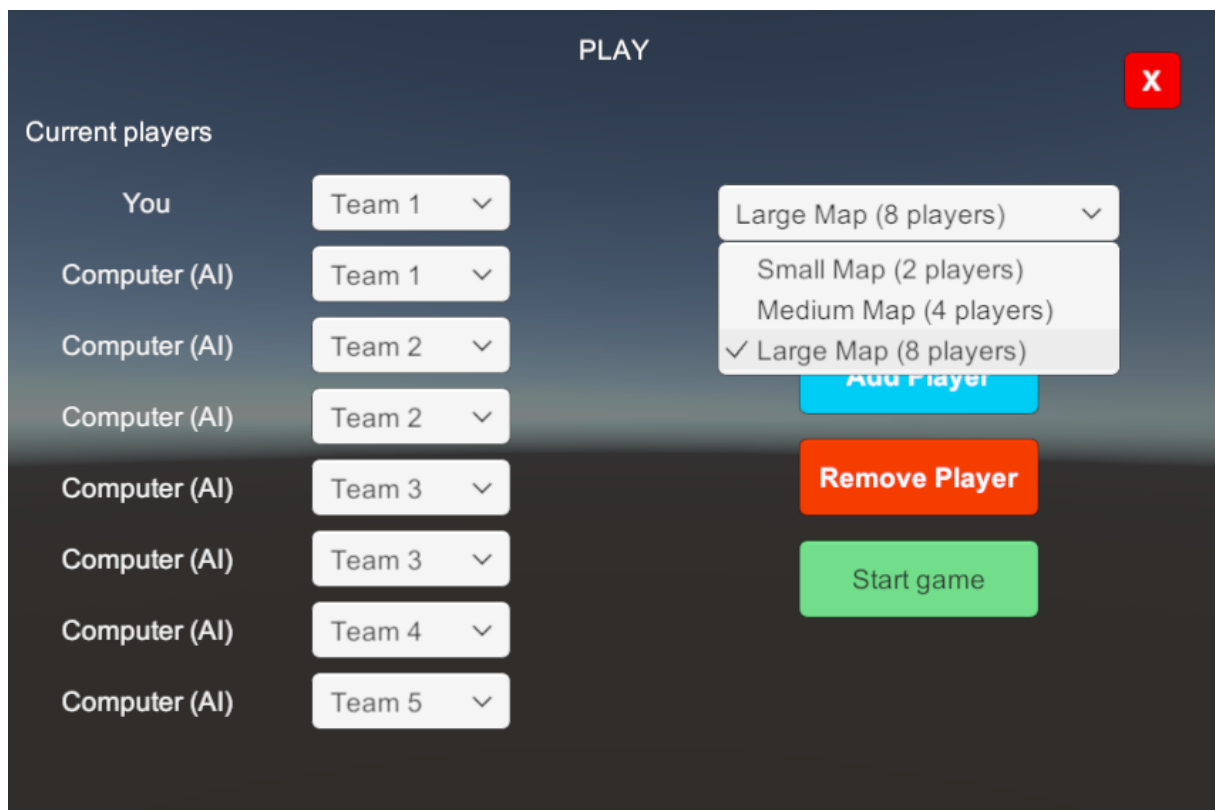 PLAY
X
Current players
You Team 1
Large Map (8 players)
Computer (AI) Team 1
Small Map (2 players)
Medium Map (4 players)
Computer (AI) Team 2
Large Map (8 players)
Add Player
Computer (AI) Team 2
Computer (AI) Team 3
Remove Player
Computer (AI) Team 3
Start game
Computer (AI) Team 4
Computer (AI) Team 5